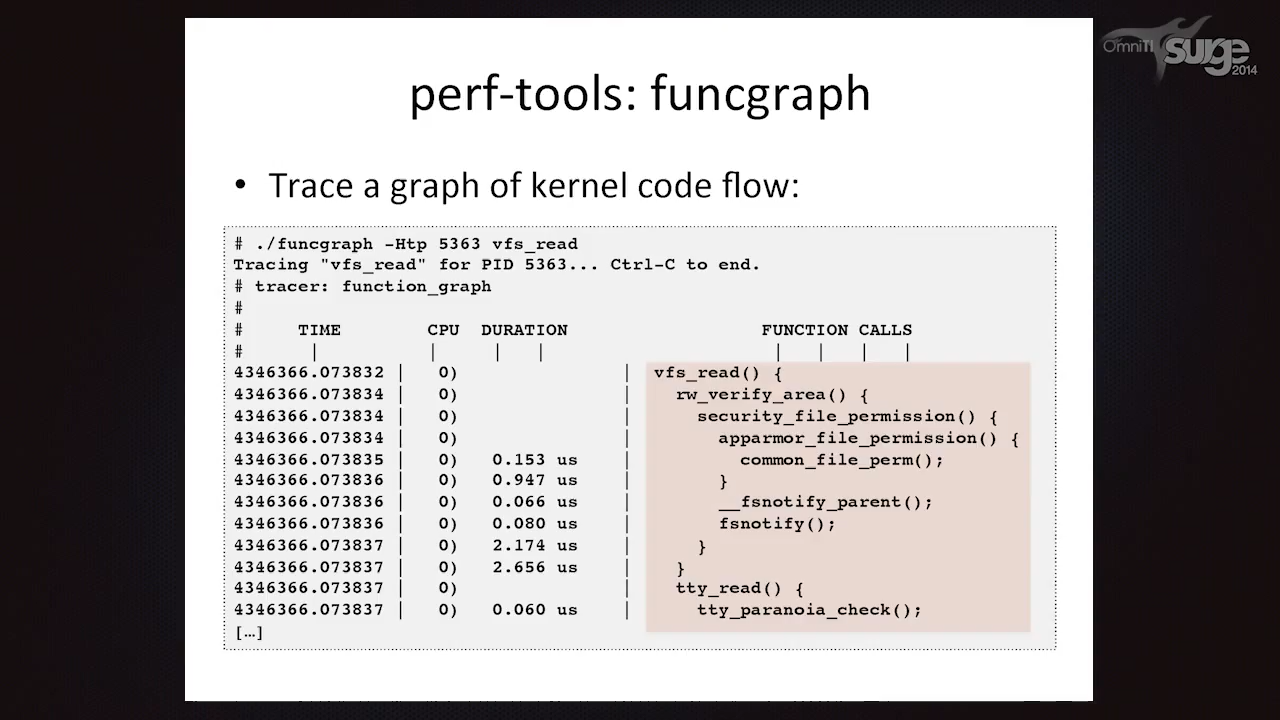 OmniTI surge 2014
perf-tools: funcgraph
• Trace a graph of kernel code flow:
# ./funcgraph -Htp 5363 vfs_read
Tracing "vfs_read" for PID 5363... Ctrl-C to end.
# tracer: function_graph
#
#     TIME        CPU  DURATION                  FUNCTION CALLS
#      |          |     |   |                     |   |   |   |
4346366.073832 |   0)               |  vfs_read() {
4346366.073834 |   0)               |    rw_verify_area() {
4346366.073834 |   0)               |      security_file_permission() {
4346366.073834 |   0)               |        apparmor_file_permission() {
4346366.073835 |   0)   0.153 us    |          common_file_perm();
4346366.073836 |   0)   0.947 us    |        }
4346366.073836 |   0)   0.066 us    |        __fsnotify_parent();
4346366.073836 |   0)   0.080 us    |        fsnotify();
4346366.073837 |   0)   2.174 us    |      }
4346366.073837 |   0)   2.656 us    |    }
4346366.073837 |   0)               |    tty_read() {
4346366.073837 |   0)   0.060 us    |      tty_paranoia_check();
[…]